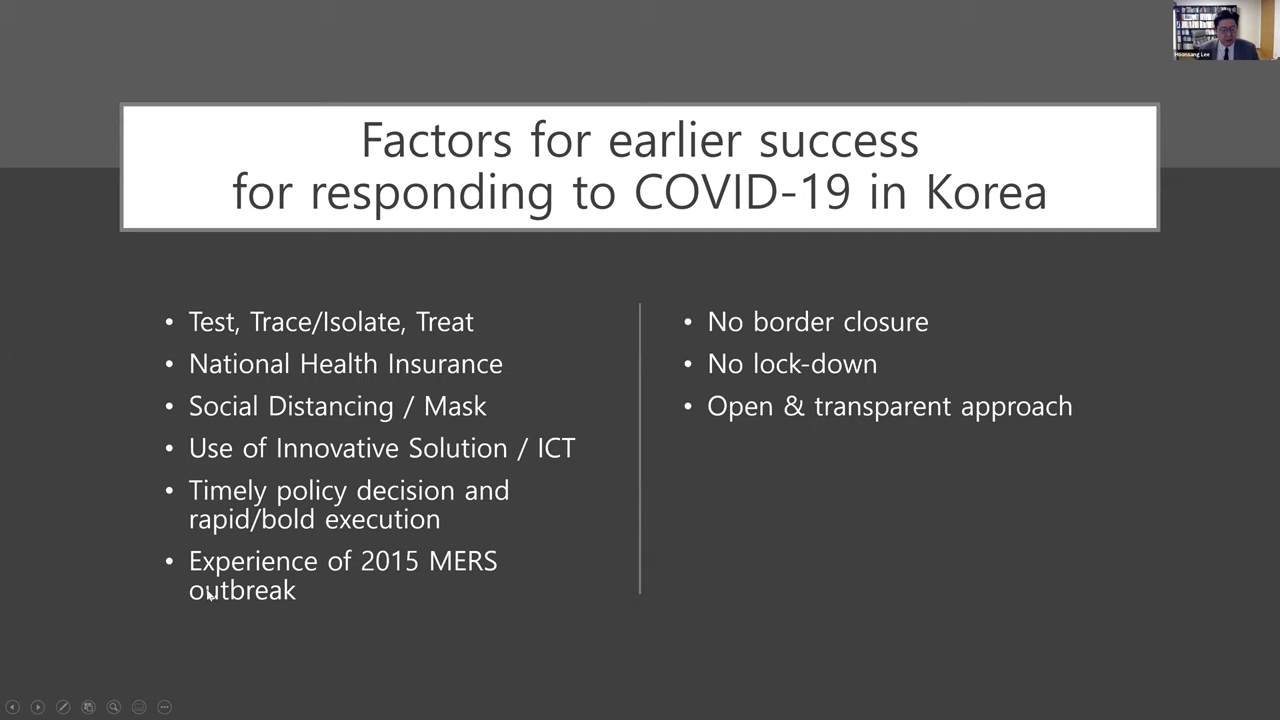 Hoonsang Lee
Factors for earlier success
for responding to COVID-19 in Korea
• Test, Trace/Isolate, Treat
• National Health Insurance
• Social Distancing / Mask
• Use of Innovative Solution / ICT
• Timely policy decision and
rapid/bold execution
• Experience of 2015 MERS
outbreak
• No border closure
• No lock-down
• Open & transparent approach